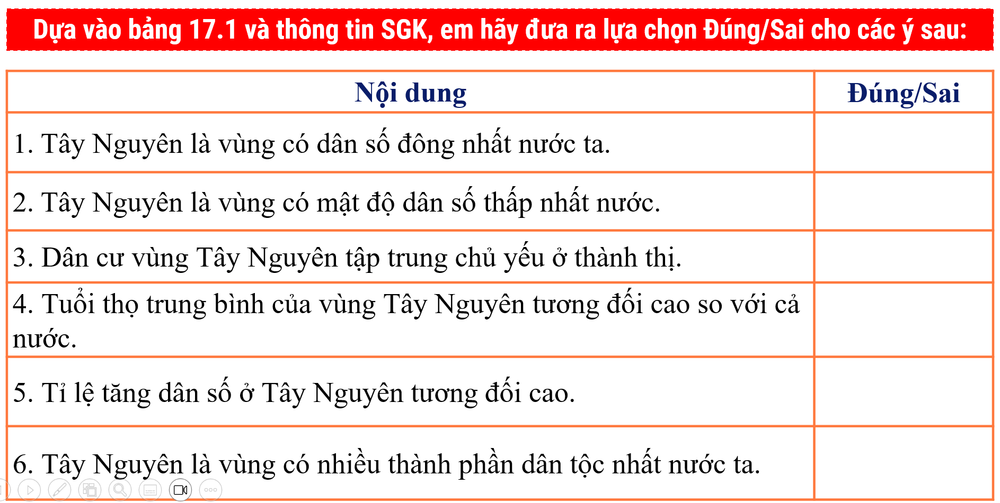 Dựa vào bảng 17.1 và thông tin SGK, em hãy đưa ra lựa chọn Đúng/Sai cho các ý sau:
Nội dung
Đúng/Sai
1. Tây Nguyên là vùng có dân số đông nhất nước ta.
2. Tây Nguyên là vùng có mật độ dân số thấp nhất nước.
3. Dân cư vùng Tây Nguyên tập trung chủ yếu ở thành thị.
4. Tuổi thọ trung bình của vùng Tây Nguyên tương đối cao so với cả
nước.
5. Tỉ lệ tăng dân số ở Tây Nguyên tương đối cao.
6. Tây Nguyên là vùng có nhiều thành phần dân tộc nhất nước ta.